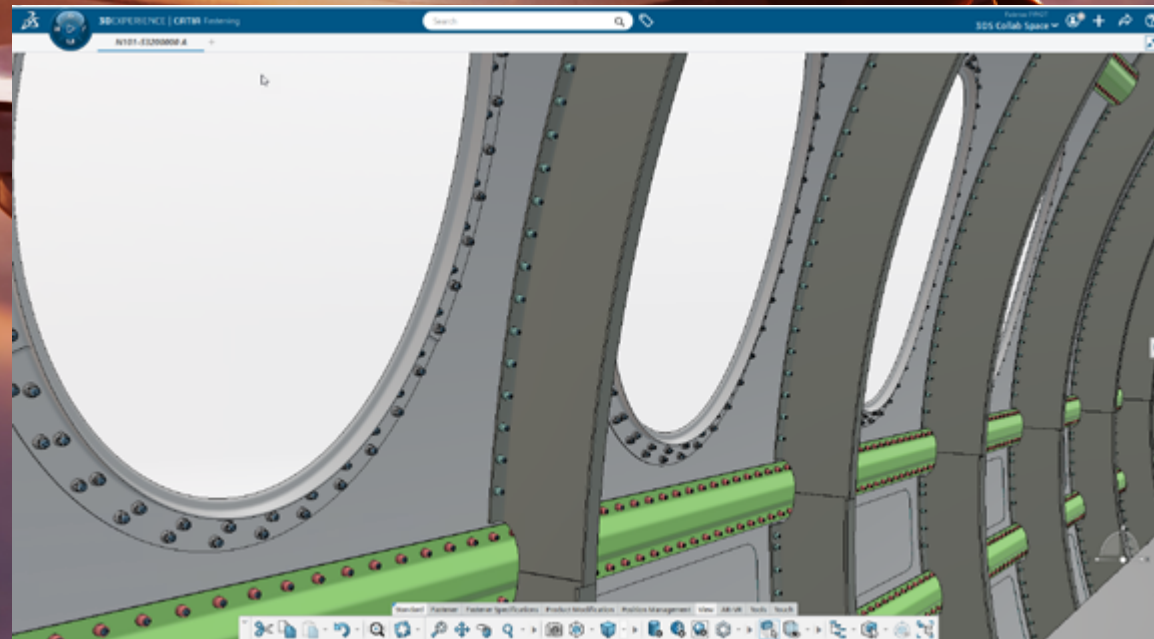 3DEXPERIENCE | CATIA Fastening
Search
3DS Collab Space
N101-53200000 A
Standard Fastener Fastener Specifications Product Modification Position Management View AR-VR Tools Touch